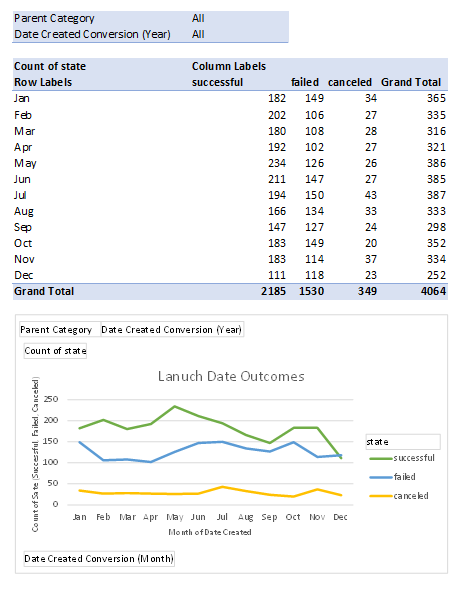 Parent Category All
Date Created Conversion (Year) All
Count of state Column Labels
Row Labels successful failed canceled Grand Total
Jan 182 149 34 365
Feb 202 106 27 335
Mar 180 108 28 316
Apr 192 102 27 321
May 234 126 26 386
Jun 211 147 27 385
Jul 194 150 43 387
Aug 166 134 33 333
Sep 147 127 24 298
Oct 183 149 20 352
Nov 183 114 37 334
Dec 111 118 23 252
Grand Total 2185 1530 349 4064
Parent Category Date Created Conversion (Year)
Count of state
Lanuch Date Outcomes
Count of Sate (Successful, Failed, Canceled)
250
200
150
100
50
0
Jan Feb Mar Apr May Jun Jul Aug Sep Oct Nov Dec
Month of Date Created
state
successful
failed
canceled
Date Created Conversion (Month)